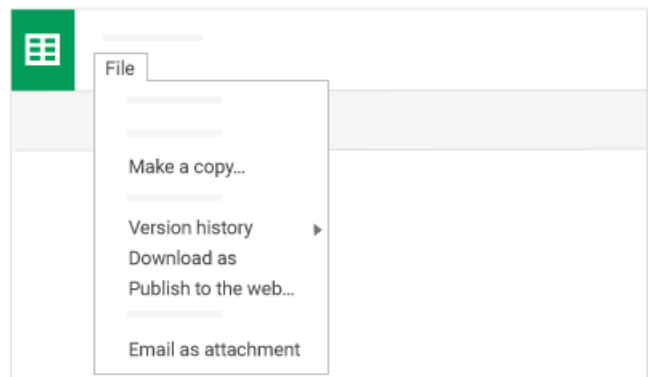 File
Make a copy...
Version history
Download as
Publish to the web...
Email as attachment